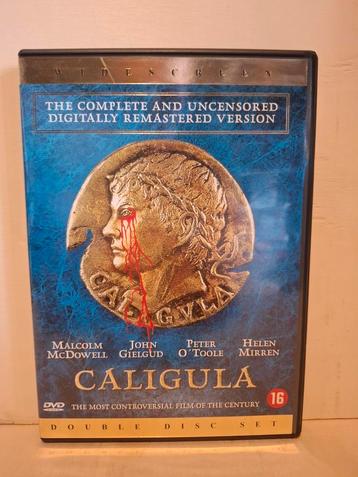 WIDESCREEN
THE COMPLETE AND UNCENSORED
DIGITALLY REMASTERED VERSION
CALIGULA
MALCOLM JOHN PETER HELEN
MCDOWELL GIELGUD O'TOOLE MIRREN
CALIGULA
16
DVD THE MOST CONTROVERSIAL FILM OF THE CENTURY
DOUBLE DISC SET